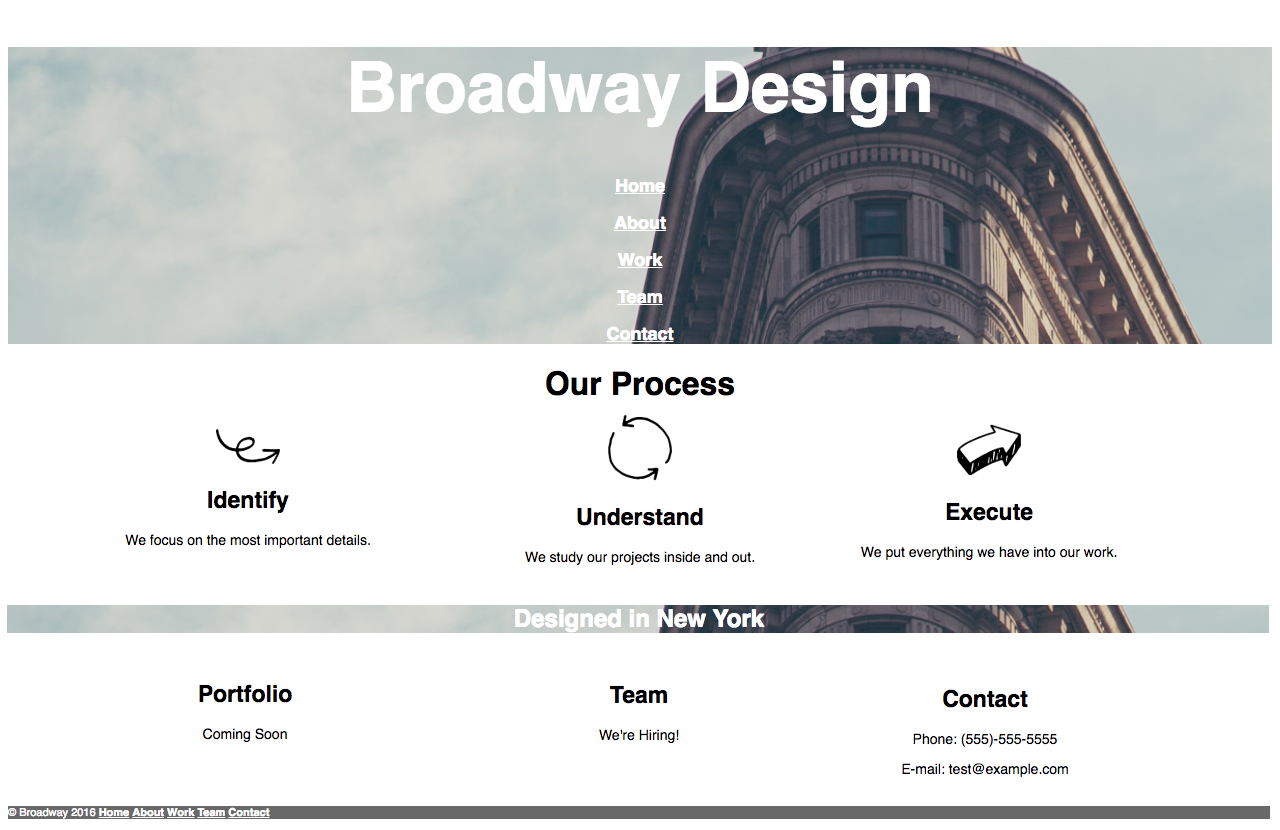 Broadway Design
Home
About
Work
Team
Contact
Our Process
Identify
We focus on the most important details.
Understand
We study our projects inside and out.
Execute
We put everything we have into our work.
Designed in New York
Portfolio
Coming Soon
Team
We're Hiring!
Contact
Phone: (555)-555-5555
E-mail: test@example.com
© Broadway 2016 Home About Work Team Contact